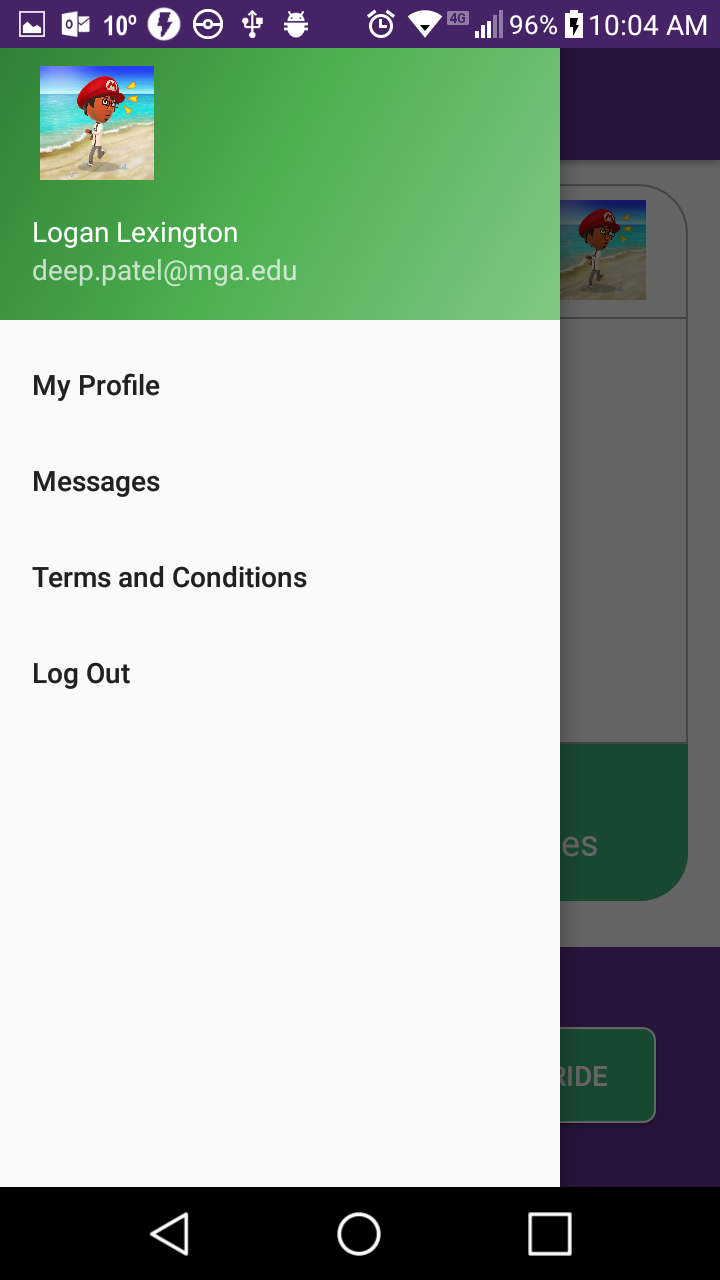 10º 4G 96% 10:04 AM
Logan Lexington
deep.patel@mga.edu
My Profile
Messages
Terms and Conditions
Log Out
es
RIDE